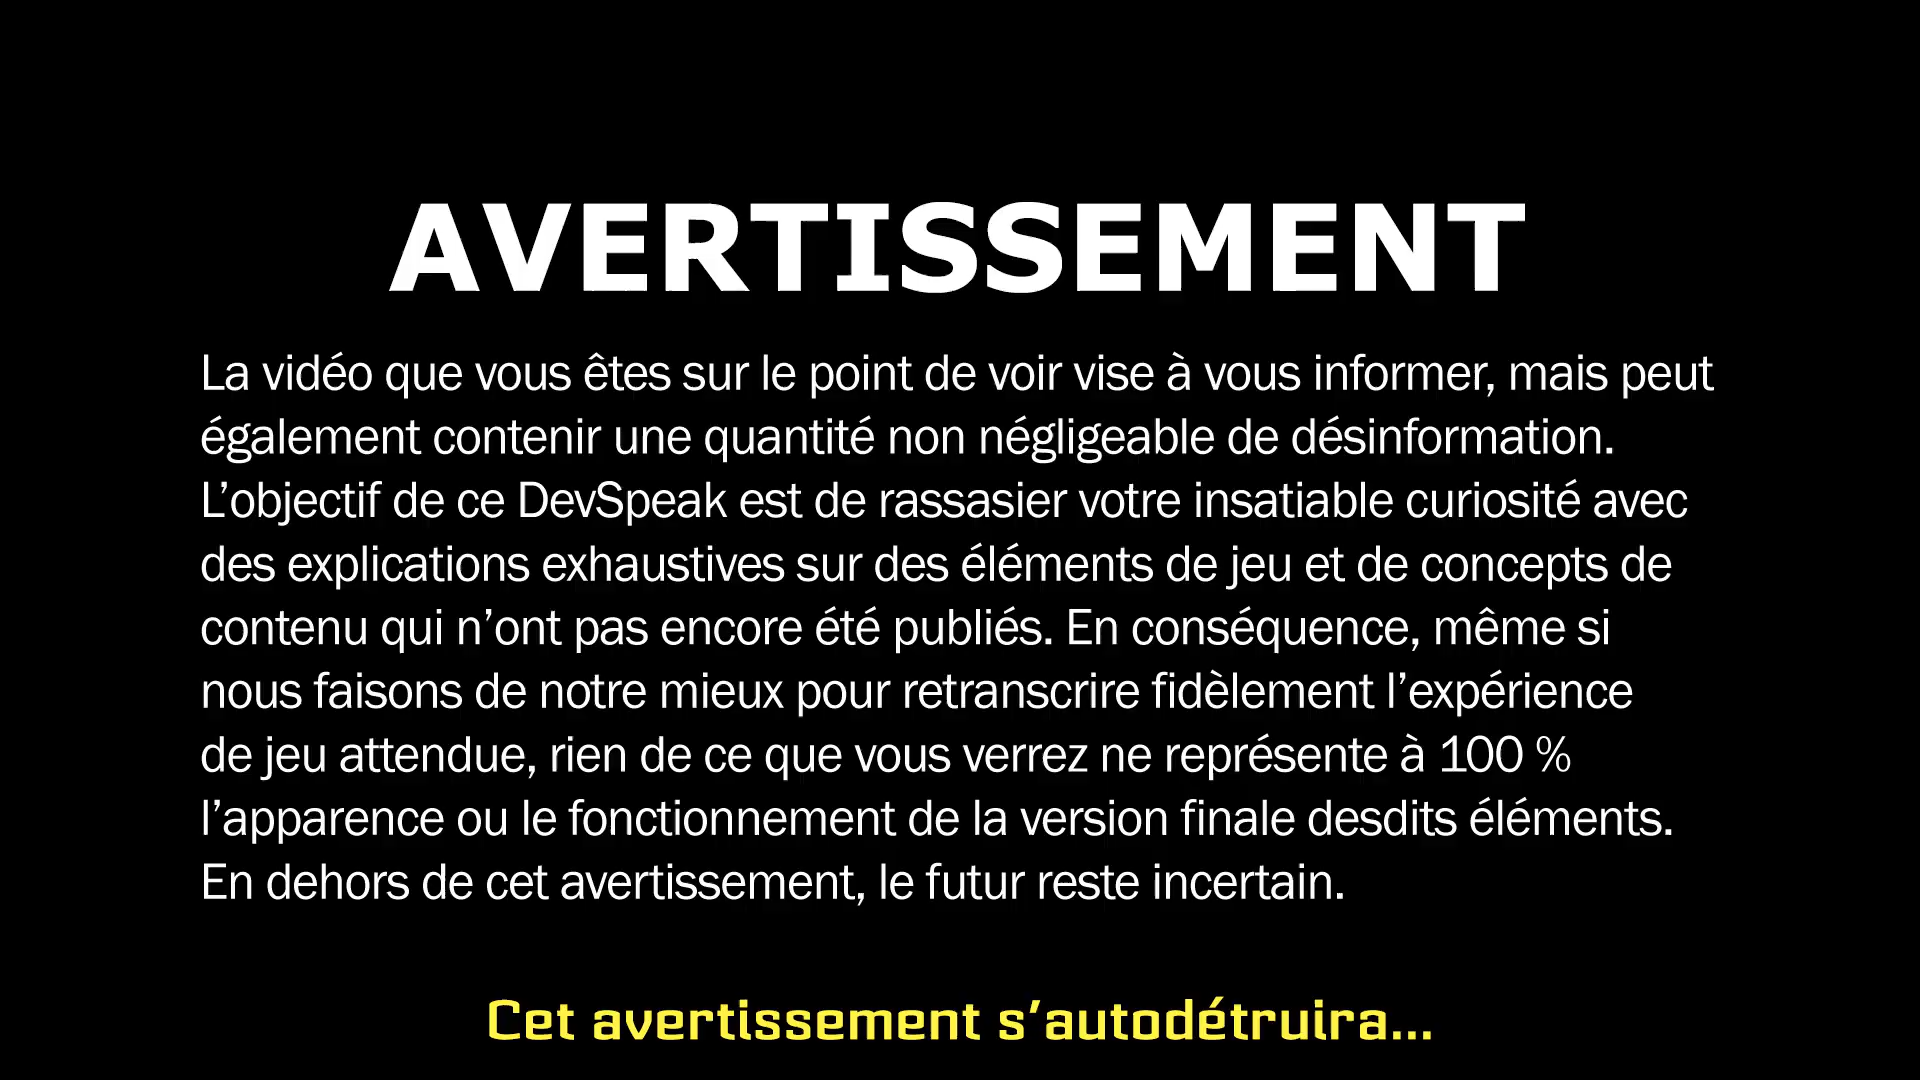 AVERTISSEMENT
La vidéo que vous êtes sur le point de voir vise à vous informer, mais peut
également contenir une quantité non négligeable de désinformation.
L’objectif de ce DevSpeak est de rassasier votre insatiable curiosité avec
des explications exhaustives sur des éléments de jeu et de concepts de
contenu qui n’ont pas encore été publiés. En conséquence, même si
nous faisons de notre mieux pour retranscrire fidèlement l’expérience
de jeu attendue, rien de ce que vous verrez ne représente à 100 %
l’apparence ou le fonctionnement de la version finale desdits éléments.
En dehors de cet avertissement, le futur reste incertain.
Cet avertissement s’autodétruira...